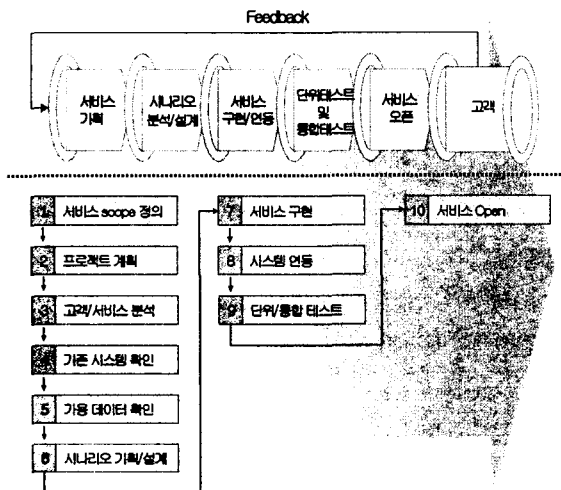 Feedback
서비스
기획
시나리오
분석/설계
서비스
구현/연동
단위테스트
및
통합테스트
서비스
오픈
고객
1 서비스 scope 정의
2 프로젝트 계획
3 고객/서비스 분석
기존 시스템 확인
5 가용 데이터 확인
6 시나리오 기획/설계
7 서비스 구현
8 시스템 연동
9 단위/통합 테스트
10 서비스 Open